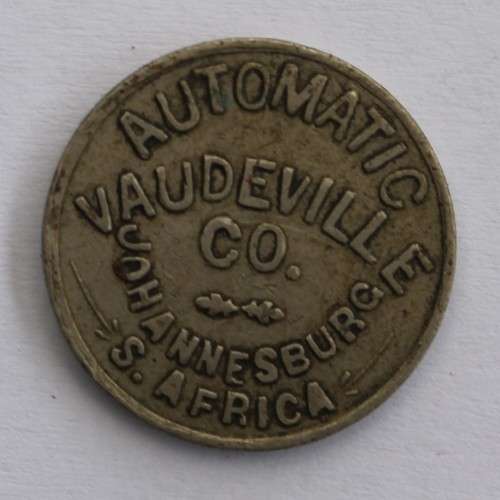 AUTOMATIC
VAUDEVILLE
CO.
JOHANNESBURG
S. AFRICA